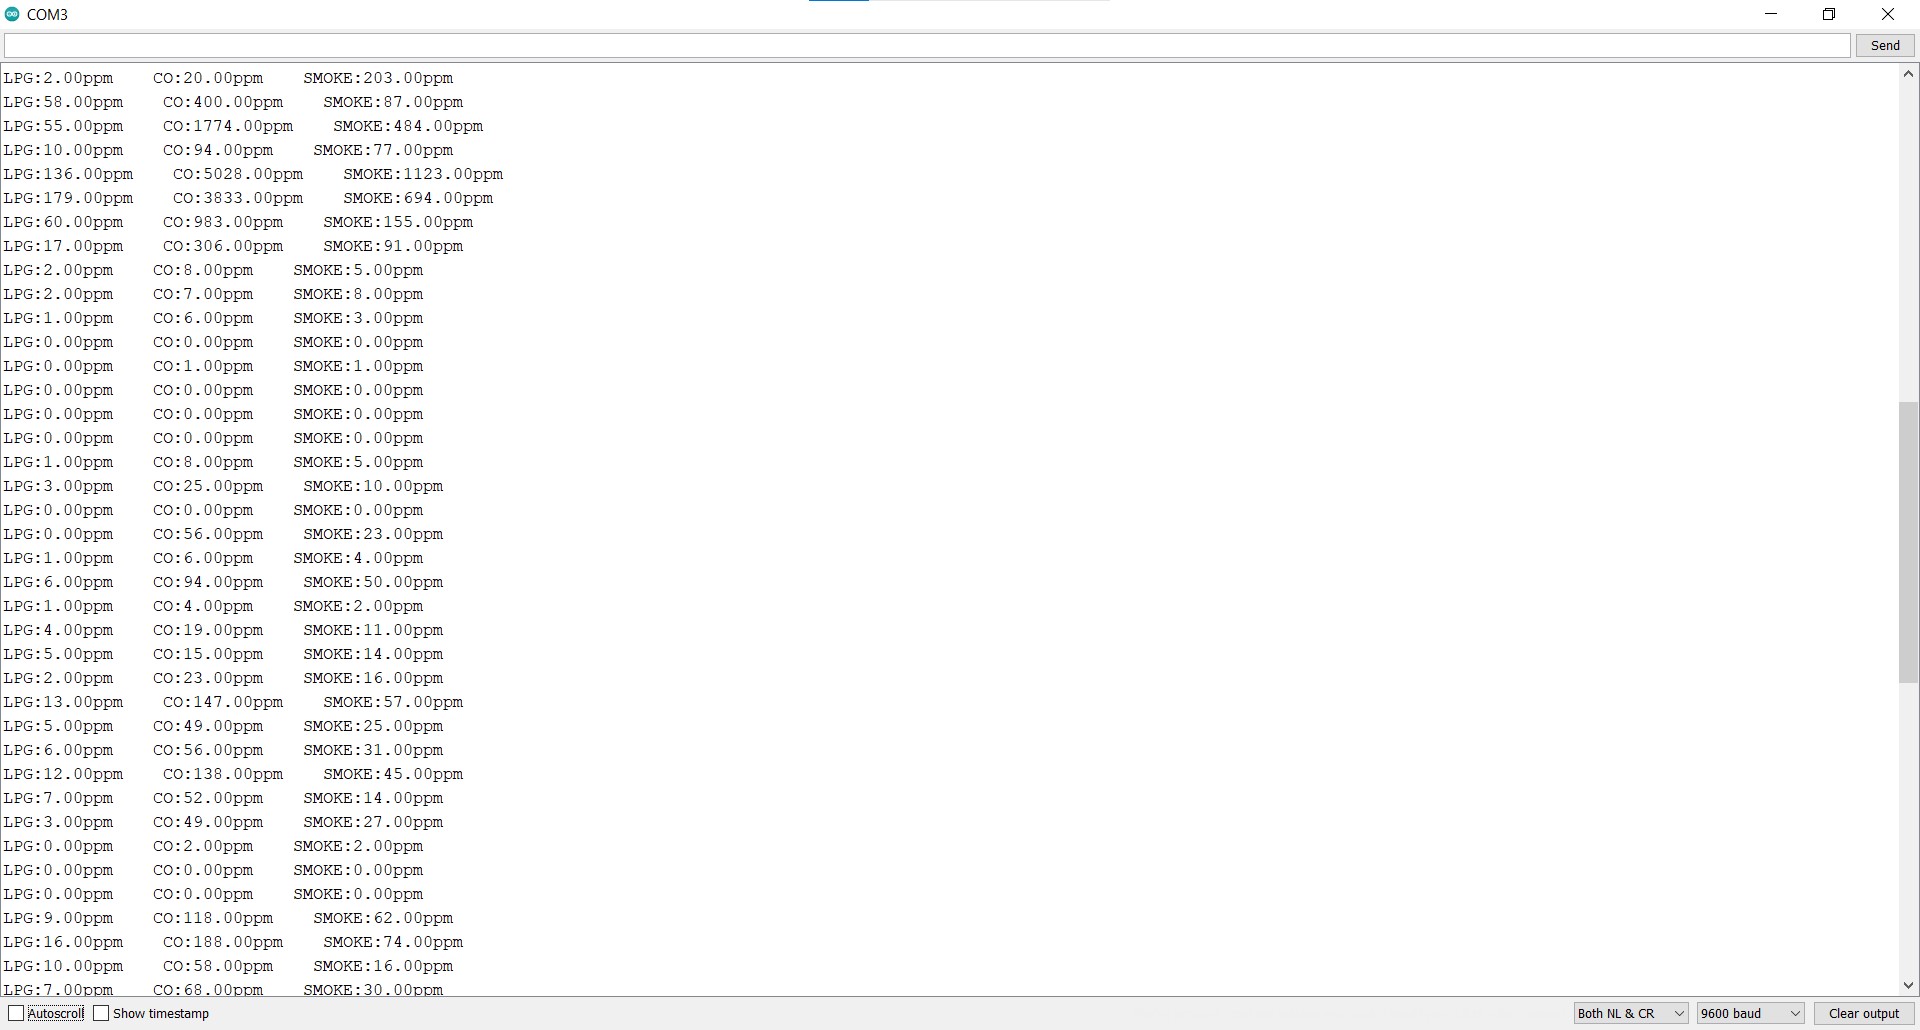 COM3
Send
LPG:2.00ppm    CO:20.00ppm    SMOKE:203.00ppm
LPG:58.00ppm    CO:400.00ppm    SMOKE:87.00ppm
LPG:55.00ppm    CO:1774.00ppm    SMOKE:484.00ppm
LPG:10.00ppm    CO:94.00ppm    SMOKE:77.00ppm
LPG:136.00ppm    CO:5028.00ppm    SMOKE:1123.00ppm
LPG:179.00ppm    CO:3833.00ppm    SMOKE:694.00ppm
LPG:60.00ppm    CO:983.00ppm    SMOKE:155.00ppm
LPG:17.00ppm    CO:306.00ppm    SMOKE:91.00ppm
LPG:2.00ppm    CO:8.00ppm    SMOKE:5.00ppm
LPG:2.00ppm    CO:7.00ppm    SMOKE:8.00ppm
LPG:1.00ppm    CO:6.00ppm    SMOKE:3.00ppm
LPG:0.00ppm    CO:0.00ppm    SMOKE:0.00ppm
LPG:0.00ppm    CO:1.00ppm    SMOKE:1.00ppm
LPG:0.00ppm    CO:0.00ppm    SMOKE:0.00ppm
LPG:0.00ppm    CO:0.00ppm    SMOKE:0.00ppm
LPG:0.00ppm    CO:0.00ppm    SMOKE:0.00ppm
LPG:1.00ppm    CO:8.00ppm    SMOKE:5.00ppm
LPG:3.00ppm    CO:25.00ppm    SMOKE:10.00ppm
LPG:0.00ppm    CO:0.00ppm    SMOKE:0.00ppm
LPG:0.00ppm    CO:56.00ppm    SMOKE:23.00ppm
LPG:1.00ppm    CO:6.00ppm    SMOKE:4.00ppm
LPG:6.00ppm    CO:94.00ppm    SMOKE:50.00ppm
LPG:1.00ppm    CO:4.00ppm    SMOKE:2.00ppm
LPG:4.00ppm    CO:19.00ppm    SMOKE:11.00ppm
LPG:5.00ppm    CO:15.00ppm    SMOKE:14.00ppm
LPG:2.00ppm    CO:23.00ppm    SMOKE:16.00ppm
LPG:13.00ppm    CO:147.00ppm    SMOKE:57.00ppm
LPG:5.00ppm    CO:49.00ppm    SMOKE:25.00ppm
LPG:6.00ppm    CO:56.00ppm    SMOKE:31.00ppm
LPG:12.00ppm    CO:138.00ppm    SMOKE:45.00ppm
LPG:7.00ppm    CO:52.00ppm    SMOKE:14.00ppm
LPG:3.00ppm    CO:49.00ppm    SMOKE:27.00ppm
LPG:0.00ppm    CO:2.00ppm    SMOKE:2.00ppm
LPG:0.00ppm    CO:0.00ppm    SMOKE:0.00ppm
LPG:0.00ppm    CO:0.00ppm    SMOKE:0.00ppm
LPG:9.00ppm    CO:118.00ppm    SMOKE:62.00ppm
LPG:16.00ppm    CO:188.00ppm    SMOKE:74.00ppm
LPG:10.00ppm    CO:58.00ppm    SMOKE:16.00ppm
LPG:7.00ppm    CO:68.00ppm    SMOKE:30.00ppm
Autoscroll Show timestamp Both NL & CR 9600 baud Clear output